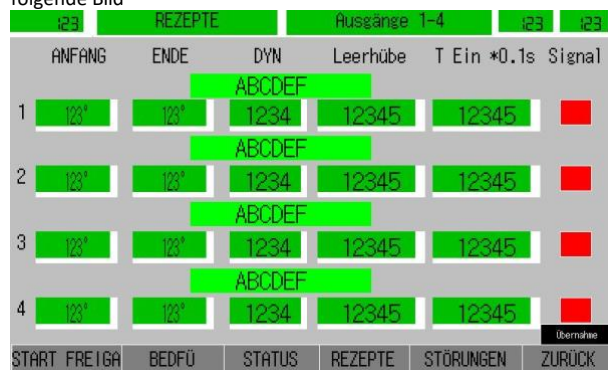 folgende Bild
123 REZEPTE Ausgänge 1-4 123 123
ANFANG ENDE DYN Leerhübe T Ein *0.1s Signal
ABCDEF
1 123° 123° 1234 12345 12345
ABCDEF
2 123° 123° 1234 12345 12345
ABCDEF
3 123° 123° 1234 12345 12345
ABCDEF
4 123° 123° 1234 12345 12345
Übernahme
START FREIGA BEDFÜ STATUS REZEPTE STÖRUNGEN ZURÜCK